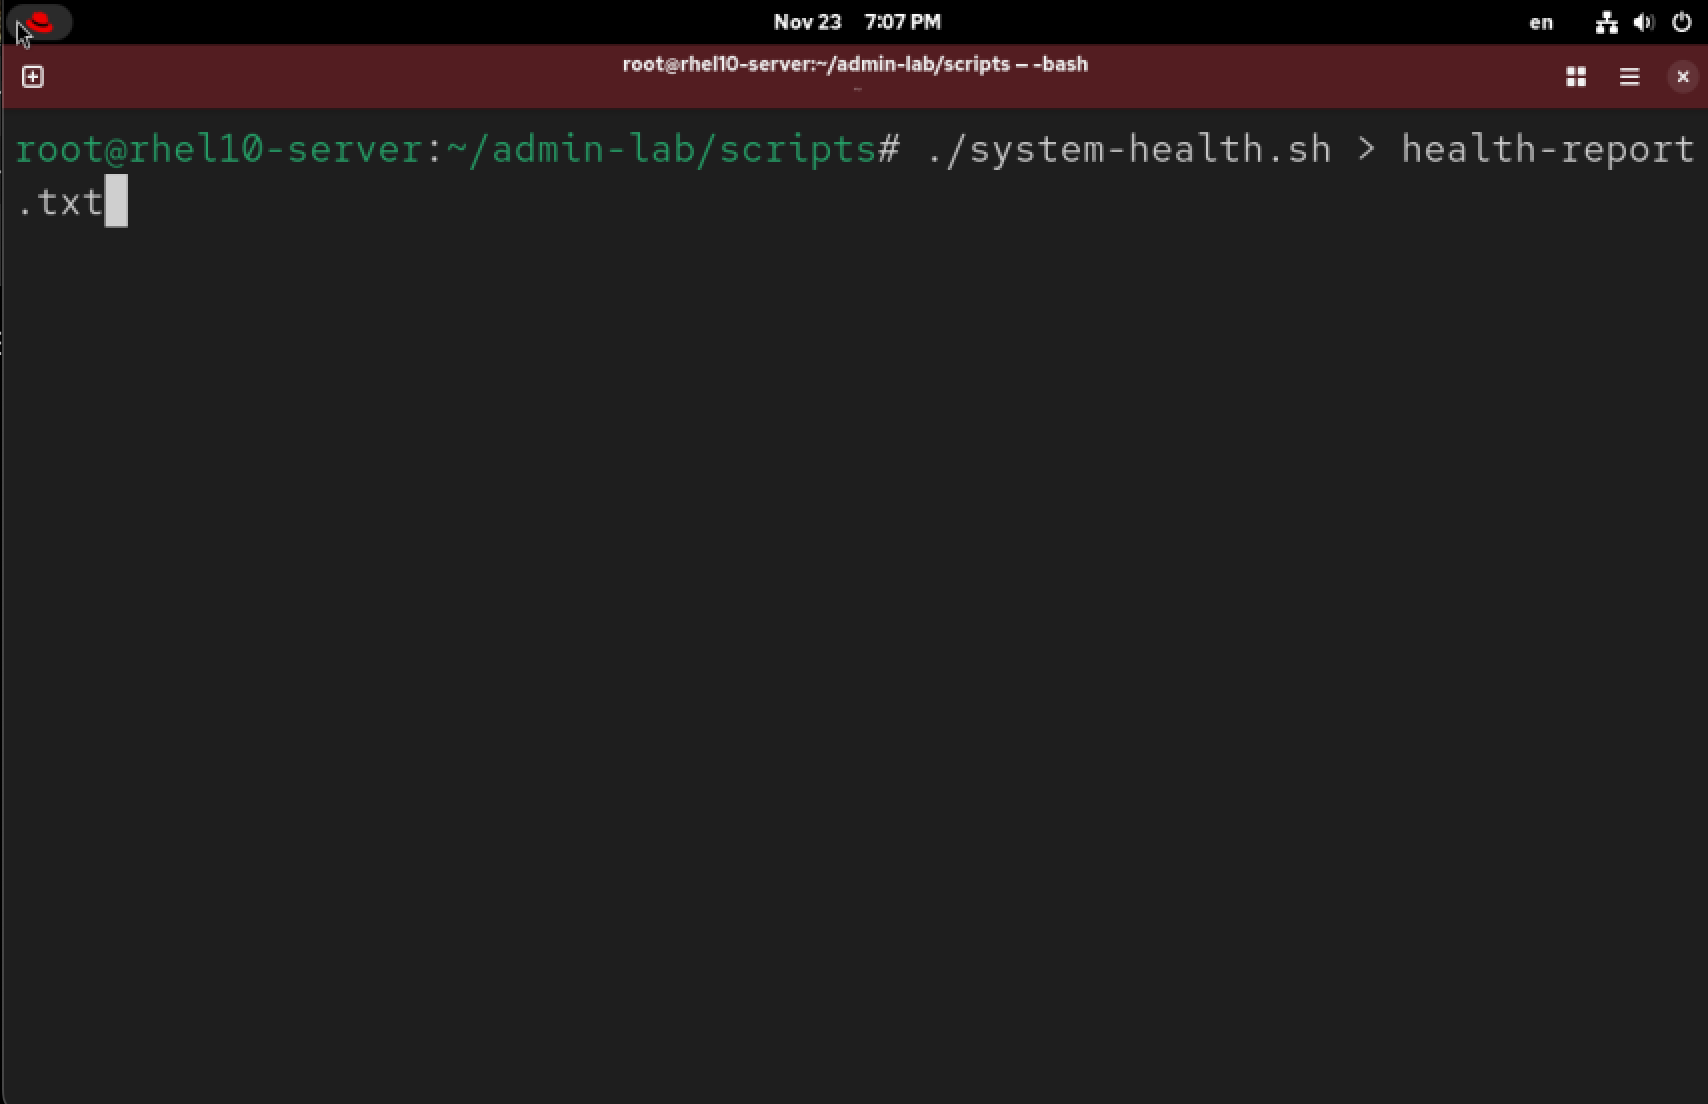 Nov 23 7:07 PM
en
root@rhel10-server:~/admin-lab/scripts – -bash
root@rhel10-server:~/admin-lab/scripts# ./system-health.sh > health-report
.txt